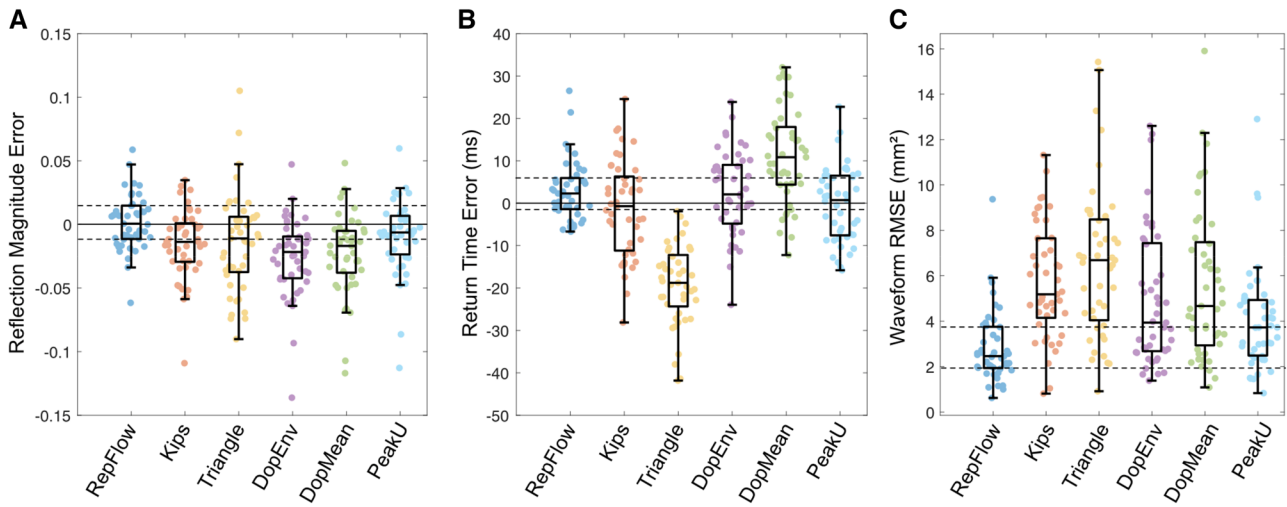 A
Reflection Magnitude Error
0.15
0.1
0.05
0
-0.05
-0.1
-0.15
RepFlow
Kips
Triangle
DopEnv
DopMean
PeakU
B
Return Time Error (ms)
40
30
20
10
0
-10
-20
-30
-40
-50
RepFlow
Kips
Triangle
DopEnv
DopMean
PeakU
C
Waveform RMSE (mm²)
16
14
12
10
8
6
4
2
0
RepFlow
Kips
Triangle
DopEnv
DopMean
PeakU